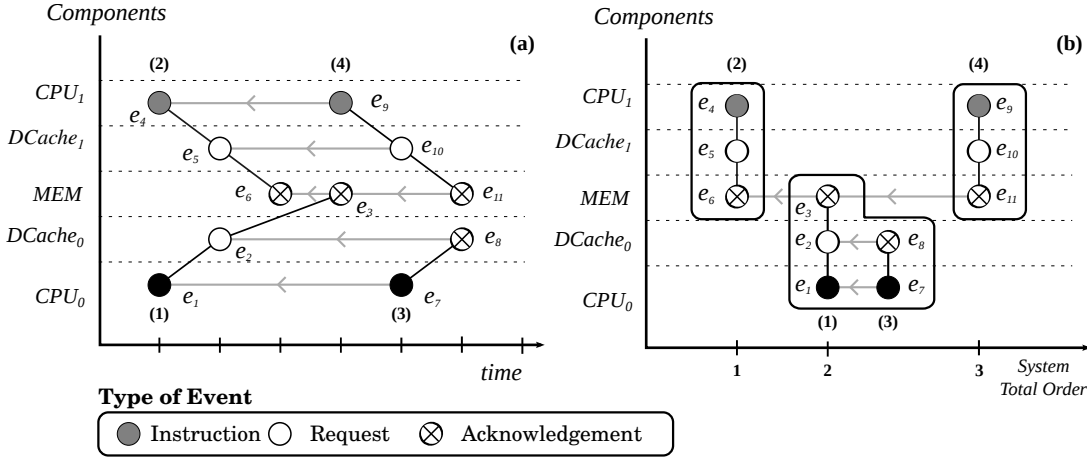 Components
(a)
(2)
(4)
CPU1
e4
e9
DCache1
e5
e10
MEM
e6
e3
e11
DCache0
e2
e8
CPU0
e1
e7
(1)
(3)
time
Components
(b)
(2)
(4)
CPU1
e4
e9
DCache1
e5
e10
MEM
e6
e3
e11
DCache0
e2
e8
CPU0
e1
e7
(1)
(3)
1
2
3
System
Total Order
Type of Event
Instruction
Request
Acknowledgement